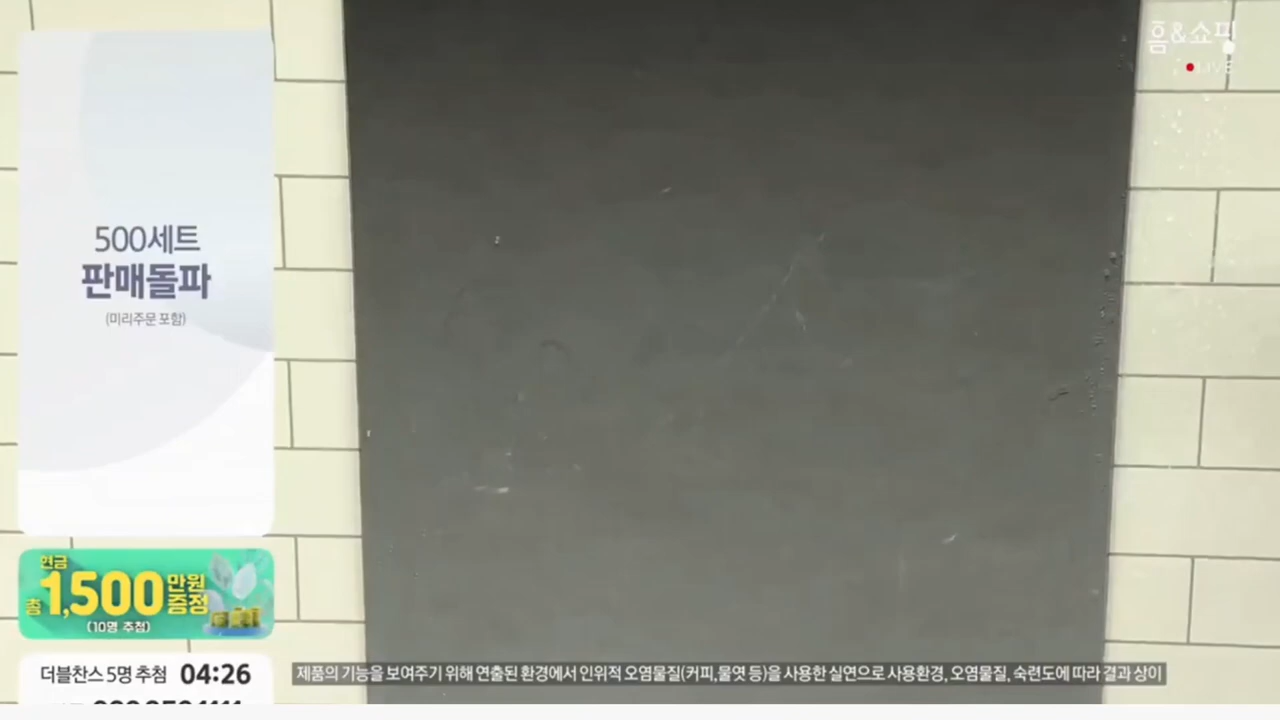 홈&쇼핑
LIVE
500세트
판매돌파
(미리주문 포함)
현금
총 1,500만원 증정
(10명 추첨)
더블찬스 5명 추첨 04:26
제품의 기능을 보여주기 위해 연출된 환경에서 인위적 오염물질(커피,물엿 등)을 사용한 실연으로 사용환경, 오염물질, 숙련도에 따라 결과 상이